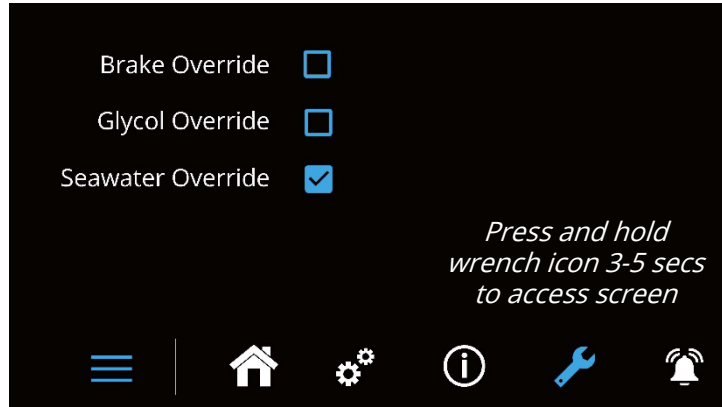 Brake Override
Glycol Override
Seawater Override
Press and hold
wrench icon 3-5 secs
to access screen